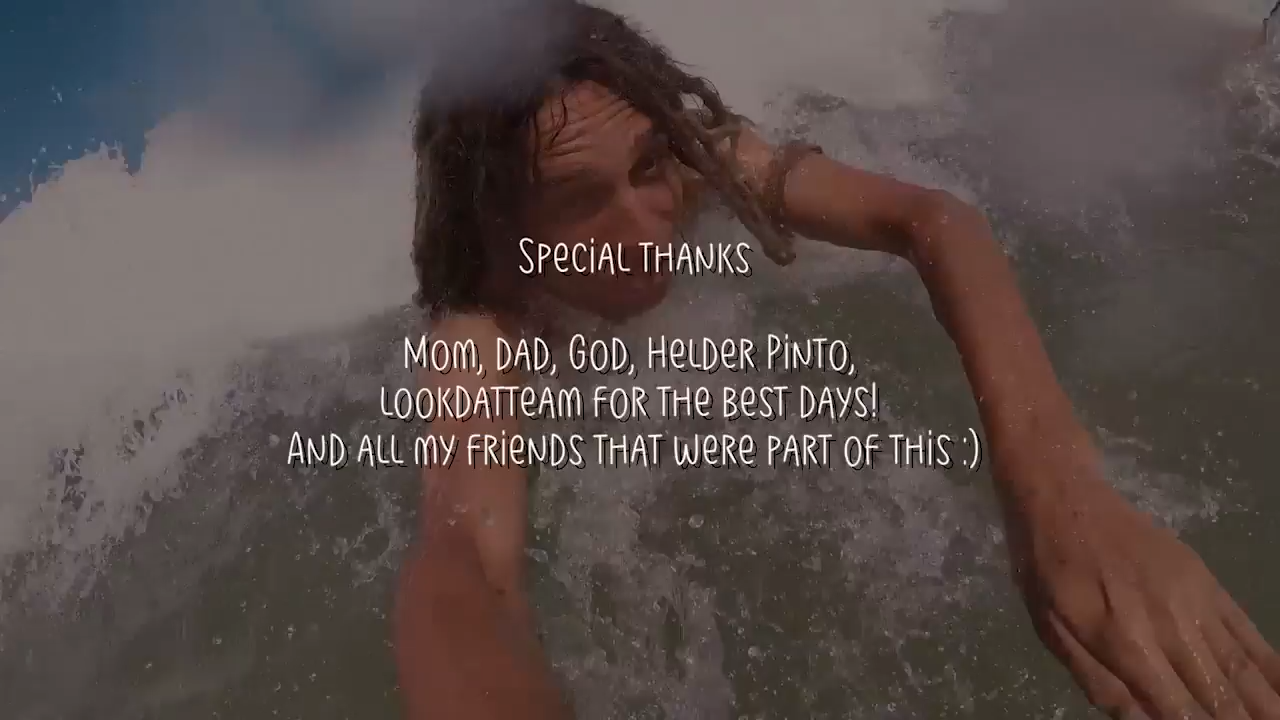 Special Thanks
Mom, Dad, God, Helder Pinto,
Lookdatteam for the best days!
And all my friends that were part of this :)